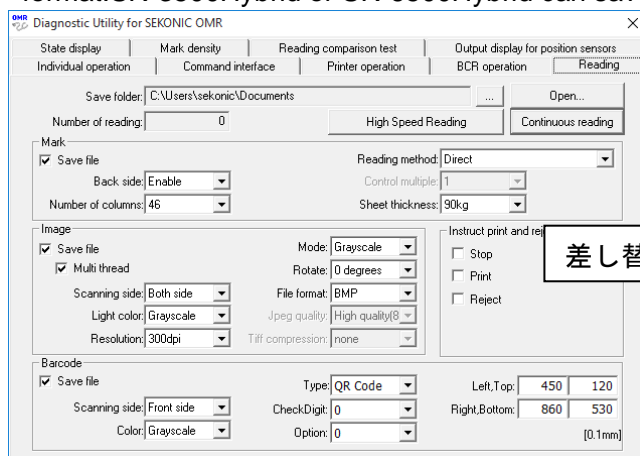 Diagnostic Utility for SEKONIC OMR
State display Mark density Reading comparison test Output display for position sensors
Individual operation Command interface Printer operation BCR operation Reading
Save folder: C:\Users\sekonic\Documents ... Open...
Number of reading: 0 High Speed Reading Continuous reading
Mark
Save file Reading method: Direct
Back side: Enable Control multiple: 1
Number of columns: 46 Sheet thickness: 90kg
Image Instruct print and rej
Save file Mode: Grayscale Stop 差し替
Multi thread Rotate: 0 degrees Print
Scanning side: Both side File format: BMP Reject
Light color: Grayscale Jpeg quality: High quality(8
Resolution: 300dpi Tiff compression: none
Barcode
Save file Type: QR Code Left,Top: 450 120
Scanning side: Front side CheckDigit: 0 Right,Bottom: 860 530
Color: Grayscale Option: 0 [0.1mm]